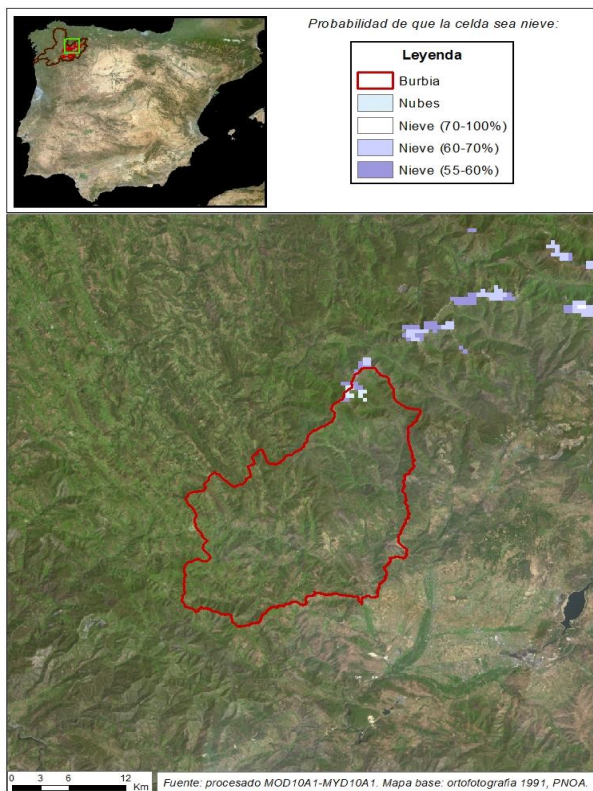 Probabilidad de que la celda sea nieve:
Leyenda
Burbia
Nubes
Nieve (70-100%)
Nieve (60-70%)
Nieve (55-60%)
0 3 6 12
Km
Fuente: procesado MOD10A1-MYD10A1. Mapa base: ortofotografia 1991, PNOA.